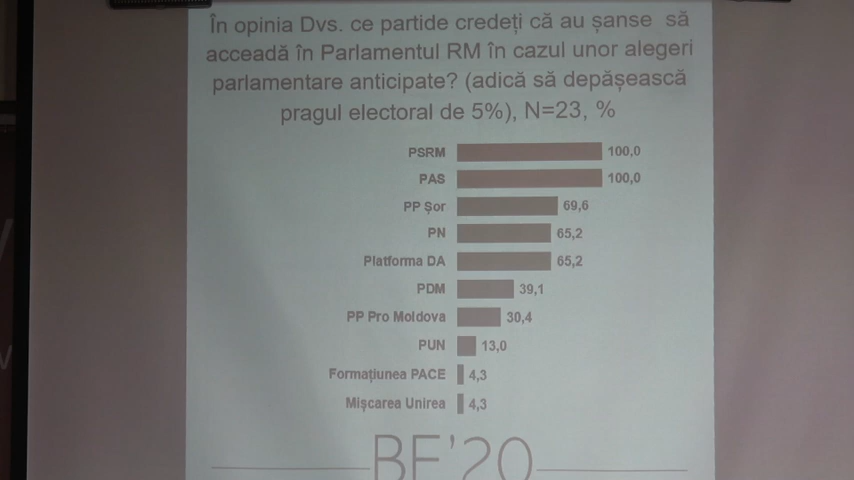 În opinia Dvs. ce partide credeți că au șanse să
acceadă în Parlamentul RM în cazul unor alegeri
parlamentare anticipate? (adică să depășească
pragul electoral de 5%), N=23, %
PSRM 100,0
PAS 100,0
PP Șor 69,6
PN 65,2
Platforma DA 65,2
PDM 39,1
PP Pro Moldova 30,4
PUN 13,0
Formațiunea PACE 4,3
Mișcarea Unirea 4,3